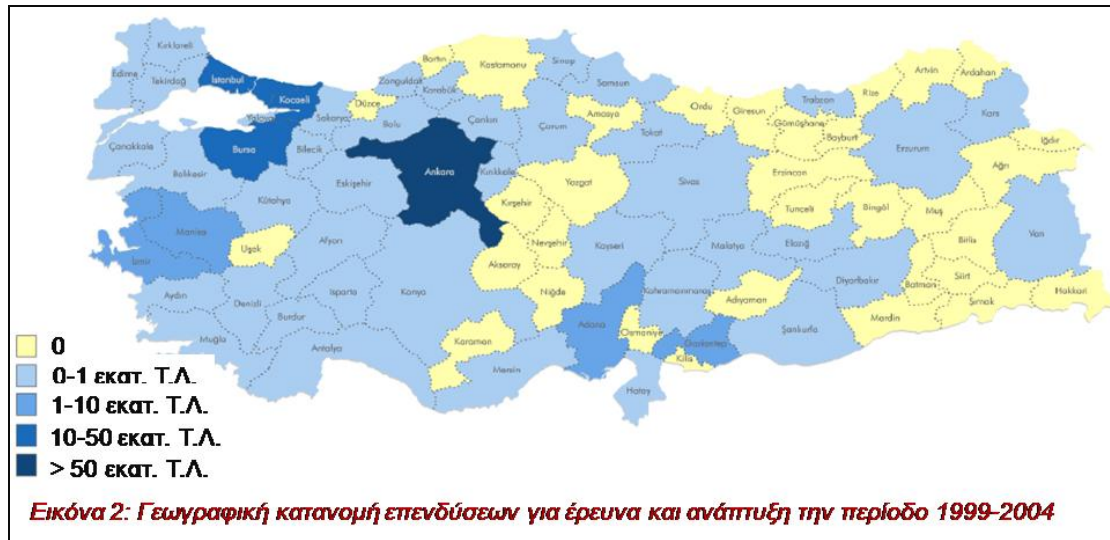 Kırklareli
Edirne
Tekirdağ
İstanbul
Kocaeli
Yalova
Sakarya
Düzce
Bolu
Zonguldak
Bartın
Karabük
Kastamonu
Sinop
Samsun
Çankırı
Çorum
Amasya
Tokat
Ordu
Giresun
Gümüşhane
Trabzon
Bayburt
Rize
Artvin
Ardahan
Kars
Iğdır
Ağrı
Erzurum
Erzincan
Çanakkale
Balıkesir
Bursa
Bilecik
Eskişehir
Ankara
Kırıkkale
Kırşehir
Yozgat
Sivas
Tunceli
Bingöl
Muş
Bitlis
Van
Kütahya
Manisa
İzmir
Uşak
Afyon
Aksaray
Nevşehir
Kayseri
Malatya
Elazığ
Diyarbakır
Batman
Siirt
Şırnak
Hakkari
Aydın
Denizli
Isparta
Burdur
Konya
Niğde
Kahramanmaraş
Adıyaman
Mardin
Şanlıurfa
Muğla
Antalya
Karaman
Mersin
Adana
Osmaniye
Gaziantep
Kilis
Hatay
0
0-1 εκατ. Τ.Λ.
1-10 εκατ. Τ.Λ.
10-50 εκατ. Τ.Λ.
> 50 εκατ. Τ.Λ.
Εικόνα 2: Γεωγραφική κατανομή επενδύσεων για έρευνα και ανάπτυξη την περίοδο 1999-2004